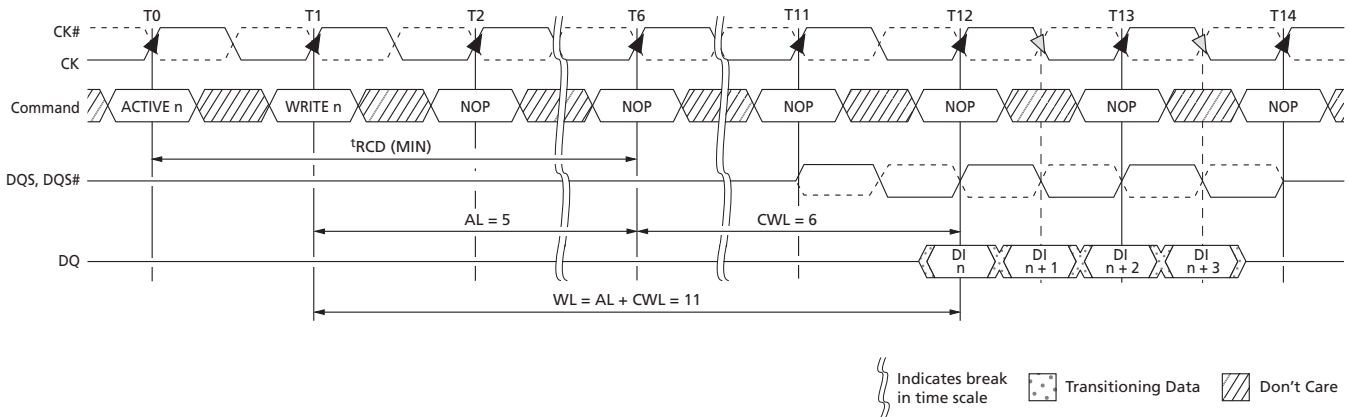 T0 T1 T2 T6 T11 T12 T13 T14
CK#
CK
Command ACTIVE n WRITE n NOP NOP NOP NOP NOP NOP
tRCD (MIN)
DQS, DQS#
AL = 5 CWL = 6
DQ DI n DI n + 1 DI n + 2 DI n + 3
WL = AL + CWL = 11
Indicates break
in time scale
Transitioning Data
Don't Care